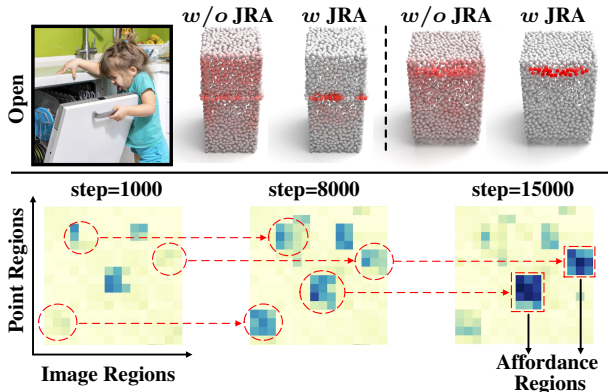 w/o JRA w JRA w/o JRA w JRA
Open
step=1000 step=8000 step=15000
Point Regions
Image Regions
Affordance
Regions